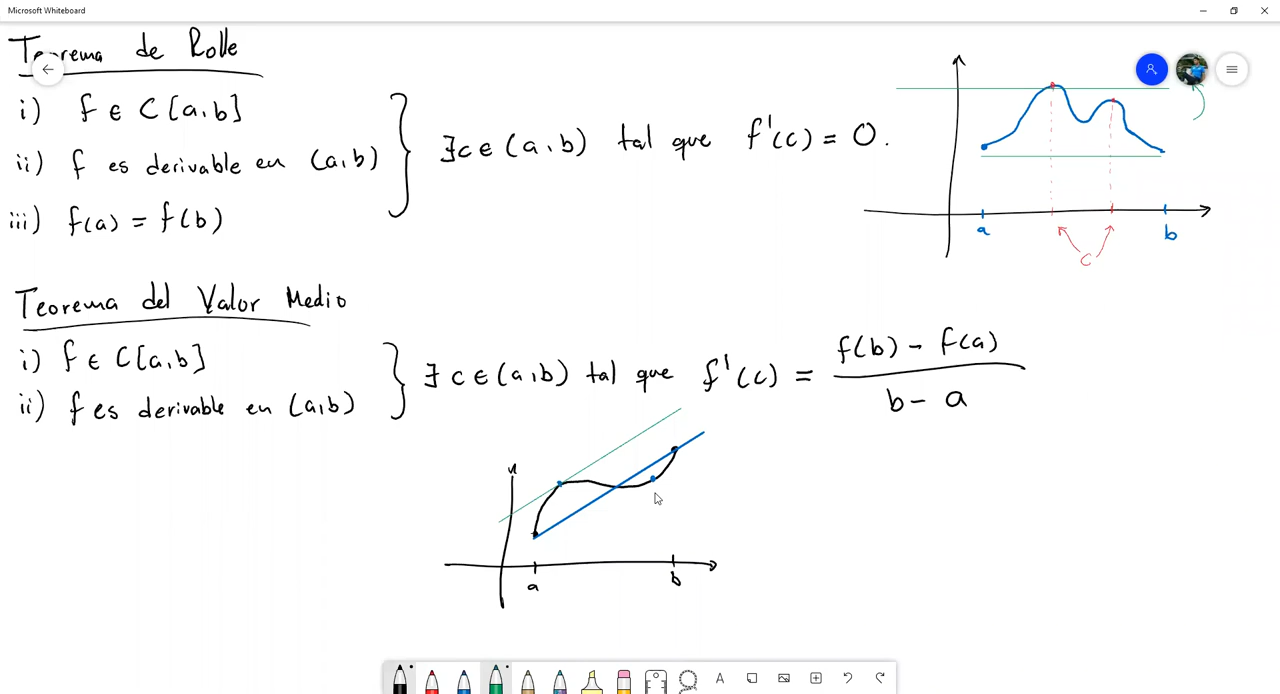 Microsoft Whiteboard
Teorema de Rolle
i) f ∈ C[a,b]
ii) f es derivable en (a,b)
iii) f(a) = f(b)
∃c ∈ (a,b) tal que f'(c) = 0.
a
b
c
Teorema del Valor Medio
i) f ∈ C[a,b]
ii) f es derivable en (a,b)
∃ c ∈ (a,b) tal que f'(c) = f(b) - f(a)
b - a
a
b